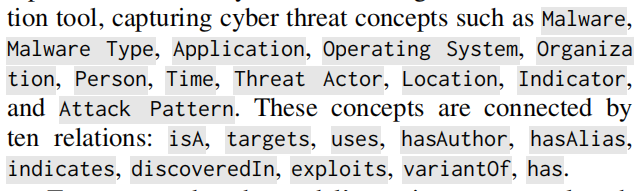 tion tool, capturing cyber threat concepts such as Malware,
Malware Type, Application, Operating System, Organiza
tion, Person, Time, Threat Actor, Location, Indicator,
and Attack Pattern. These concepts are connected by
ten relations: isA, targets, uses, hasAuthor, hasAlias,
indicates, discoveredIn, exploits, variantOf, has.